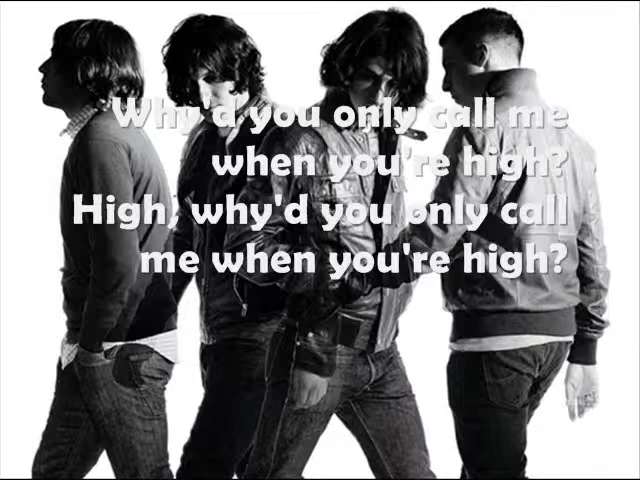 Why'd you only call me
when you're high?
High, why'd you only call
me when you're high?